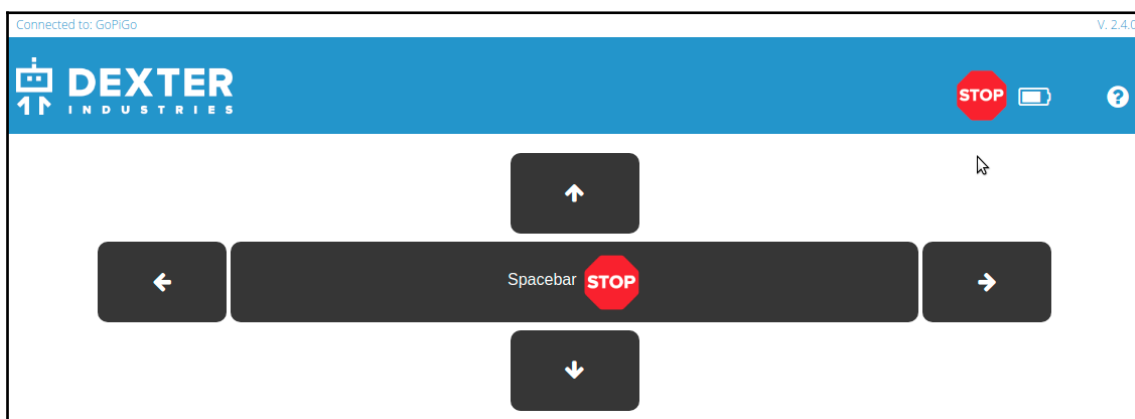 Connected to: GoPiGo
V. 2.4.0
DEXTER
INDUSTRIES
STOP
Spacebar STOP